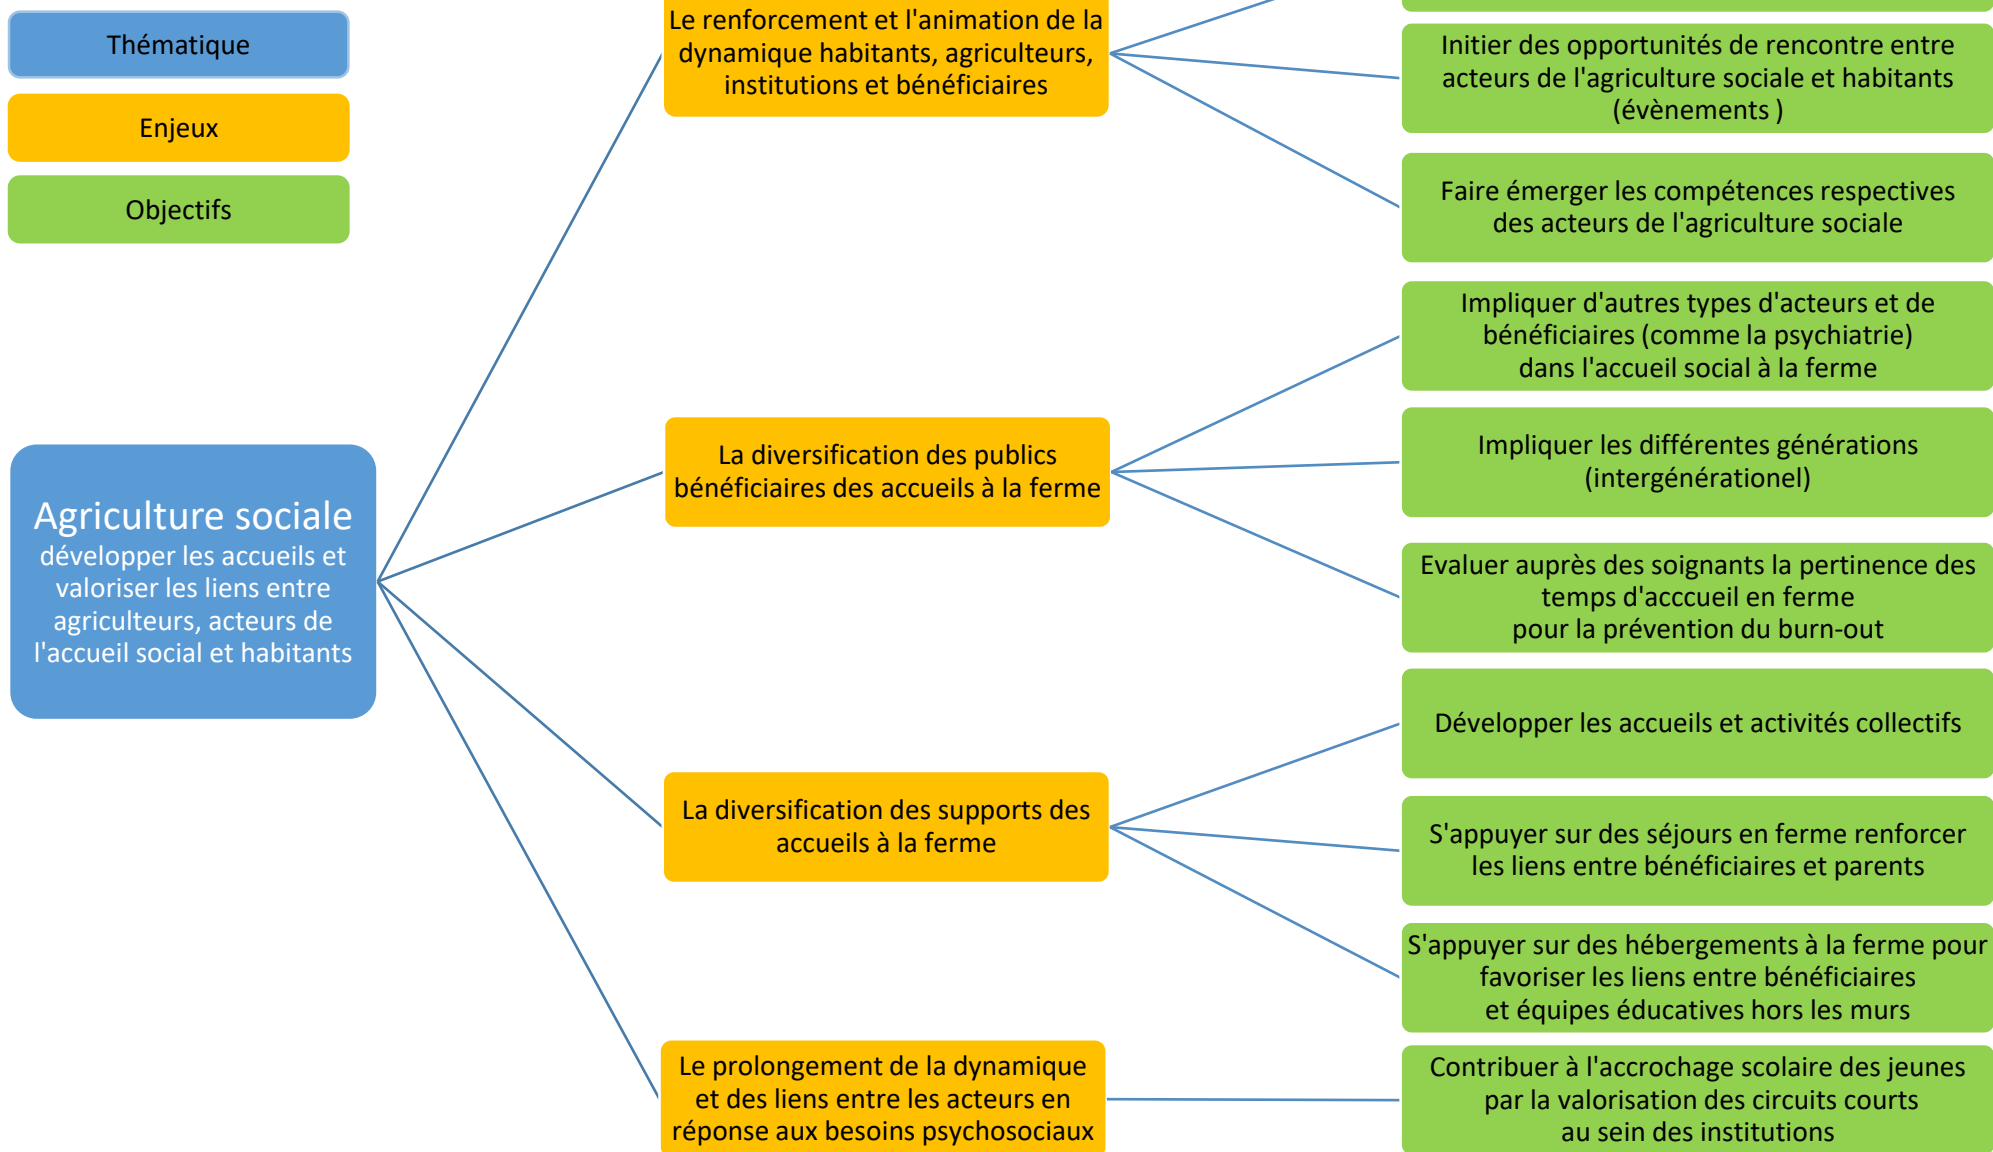 Thématique
Enjeux
Objectifs
Agriculture sociale
développer les accueils et
valoriser les liens entre
agriculteurs, acteurs de
l'accueil social et habitants
Le renforcement et l'animation de la
dynamique habitants, agriculteurs,
institutions et bénéficiaires
La diversification des publics
bénéficiaires des accueils à la ferme
La diversification des supports des
accueils à la ferme
Le prolongement de la dynamique
et des liens entre les acteurs en
réponse aux besoins psychosociaux
Initier des opportunités de rencontre entre
acteurs de l'agriculture sociale et habitants
(évènements )
Faire émerger les compétences respectives
des acteurs de l'agriculture sociale
Impliquer d'autres types d'acteurs et de
bénéficiaires (comme la psychiatrie)
dans l'accueil social à la ferme
Impliquer les différentes générations
(intergénérationel)
Evaluer auprès des soignants la pertinence des
temps d'acccueil en ferme
pour la prévention du burn-out
Développer les accueils et activités collectifs
S'appuyer sur des séjours en ferme renforcer
les liens entre bénéficiaires et parents
S'appuyer sur des hébergements à la ferme pour
favoriser les liens entre bénéficiaires
et équipes éducatives hors les murs
Contribuer à l'accrochage scolaire des jeunes
par la valorisation des circuits courts
au sein des institutions